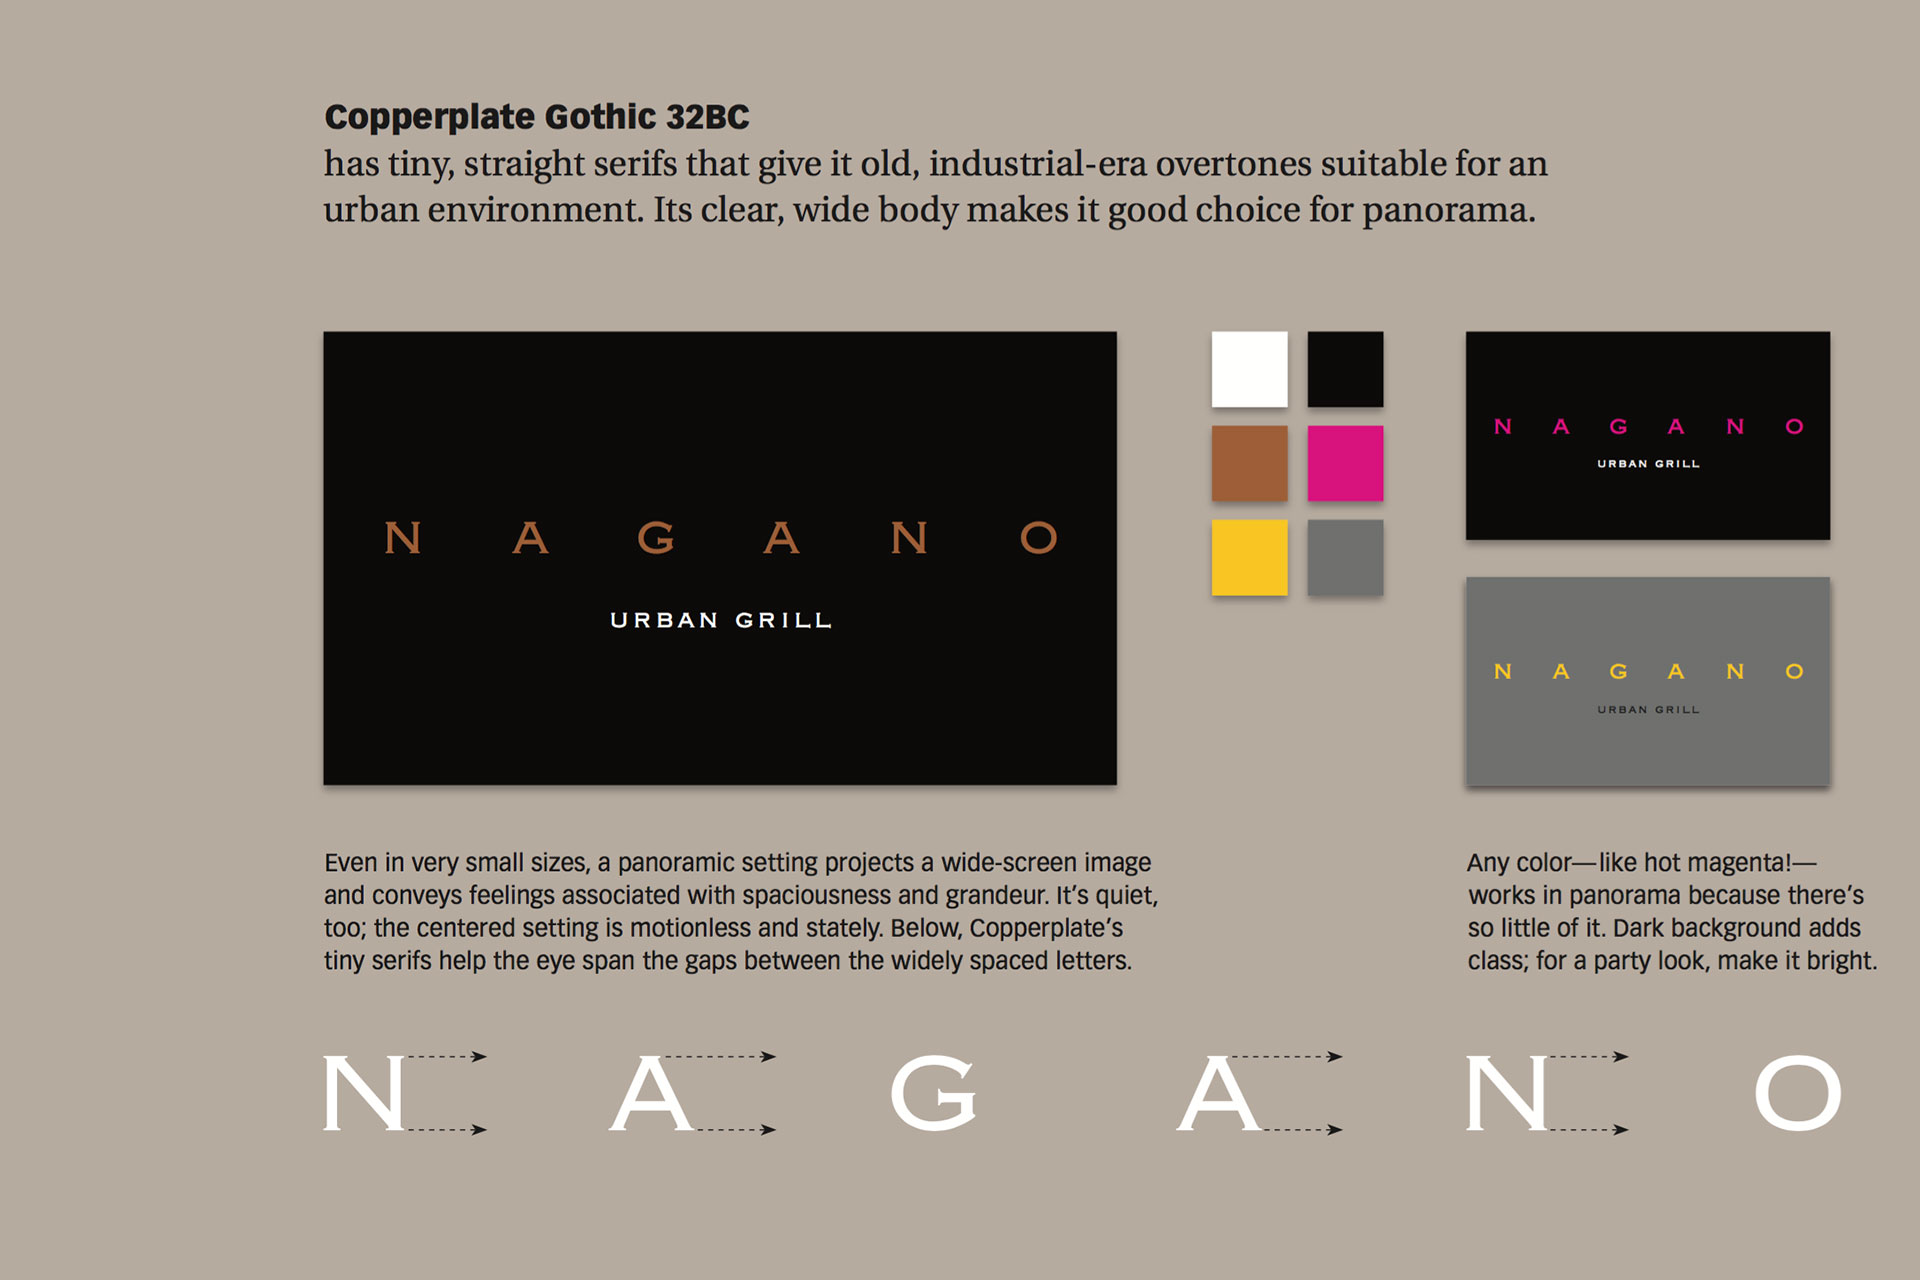 Copperplate Gothic 32BC
has tiny, straight serifs that give it old, industrial-era overtones suitable for an
urban environment. Its clear, wide body makes it good choice for panorama.
N A G A N O
URBAN GRILL
N A G A N O
URBAN GRILL
N A G A N O
URBAN GRILL
Even in very small sizes, a panoramic setting projects a wide-screen image
and conveys feelings associated with spaciousness and grandeur. It’s quiet,
too; the centered setting is motionless and stately. Below, Copperplate’s
tiny serifs help the eye span the gaps between the widely spaced letters.
Any color—like hot magenta!—
works in panorama because there’s
so little of it. Dark background adds
class; for a party look, make it bright.
N A G A N O